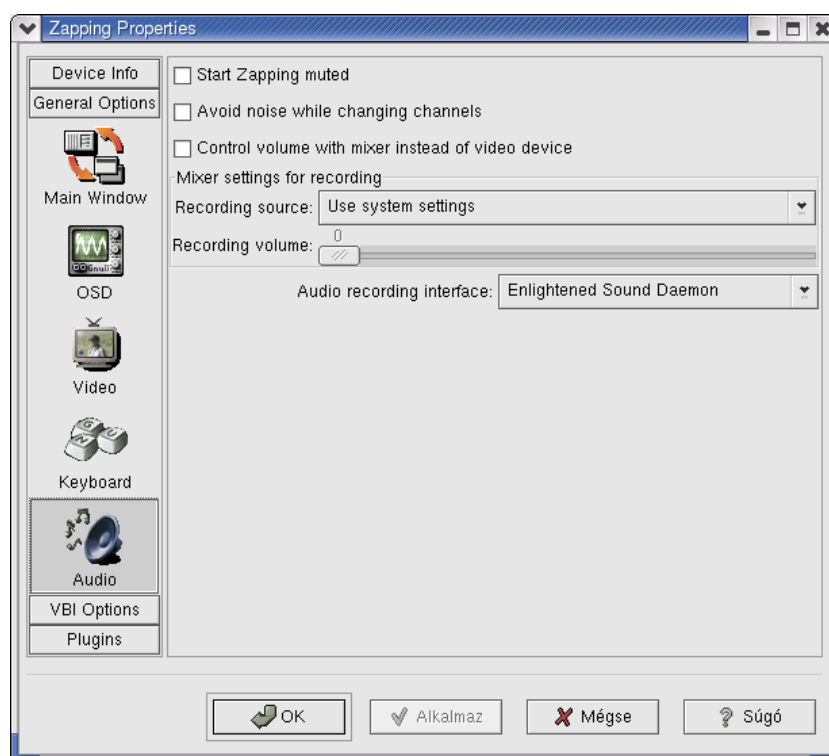 Zapping Properties
Device Info
General Options
Main Window
OSD
Video
Keyboard
Audio
VBI Options
Plugins
Start Zapping muted
Avoid noise while changing channels
Control volume with mixer instead of video device
Mixer settings for recording
Recording source: Use system settings
0
Recording volume:
Audio recording interface: Enlightened Sound Daemon
OK
Alkalmaz
Mégse
Súgó